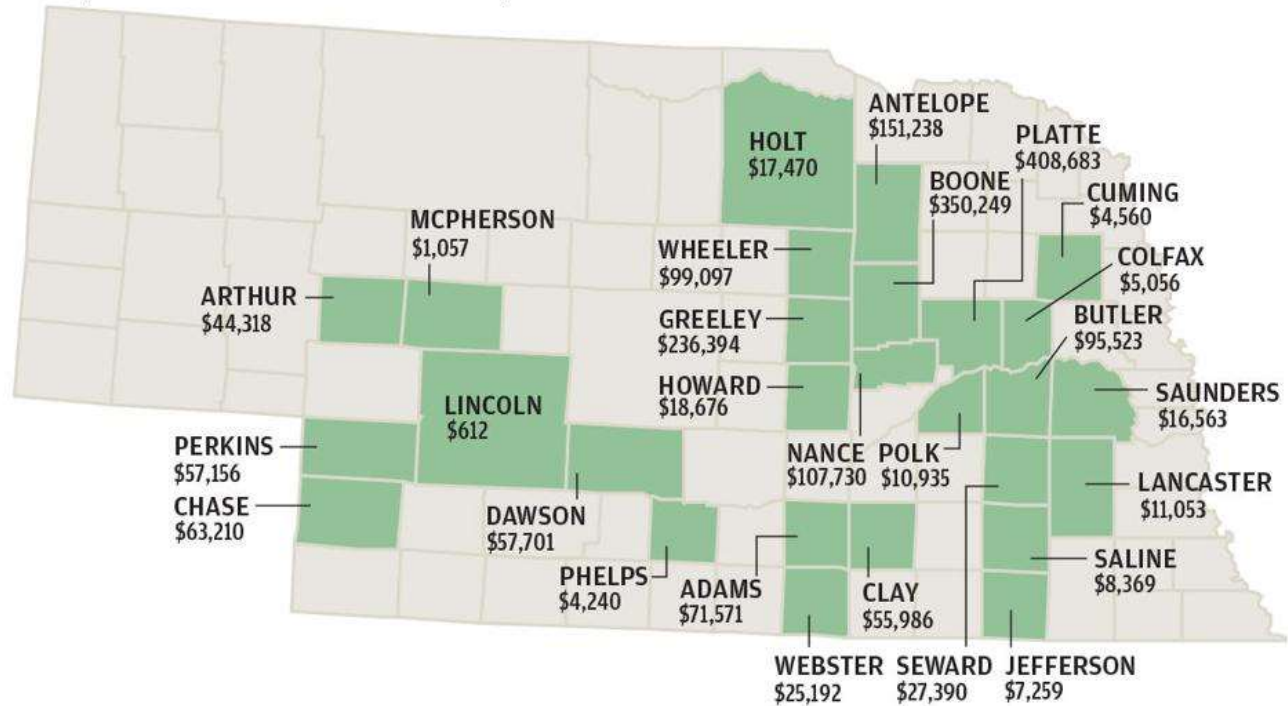 HOLT
$17,470
ANTELOPE
$151,238
PLATTE
$408,683
BOONE
$350,249
CUMING
$4,560
MCPHERSON
$1,057
WHEELER
$99,097
COLFAX
$5,056
ARTHUR
$44,318
GREELEY
$236,394
BUTLER
$95,523
HOWARD
$18,676
SAUNDERS
$16,563
LINCOLN
$612
PERKINS
$57,156
NANCE
$107,730
POLK
$10,935
LANCASTER
$11,053
CHASE
$63,210
DAWSON
$57,701
SALINE
$8,369
PHELPS
$4,240
ADAMS
$71,571
CLAY
$55,986
WEBSTER
$25,192
SEWARD
$27,390
JEFFERSON
$7,259